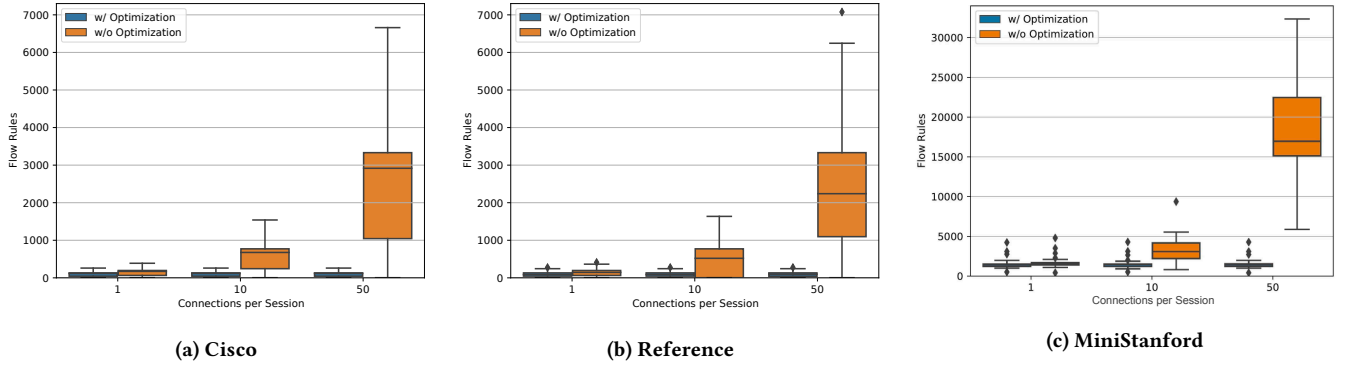 w/ Optimization
w/o Optimization
7000
6000
5000
4000
3000
2000
1000
0
Flow Rules
1
10
50
Connections per Session
(a) Cisco
w/ Optimization
w/o Optimization
7000
6000
5000
4000
3000
2000
1000
0
Flow Rules
1
10
50
Connections per Session
(b) Reference
w/ Optimization
w/o Optimization
30000
25000
20000
15000
10000
5000
0
Flow Rules
1
10
50
Connections per Session
(c) MiniStanford